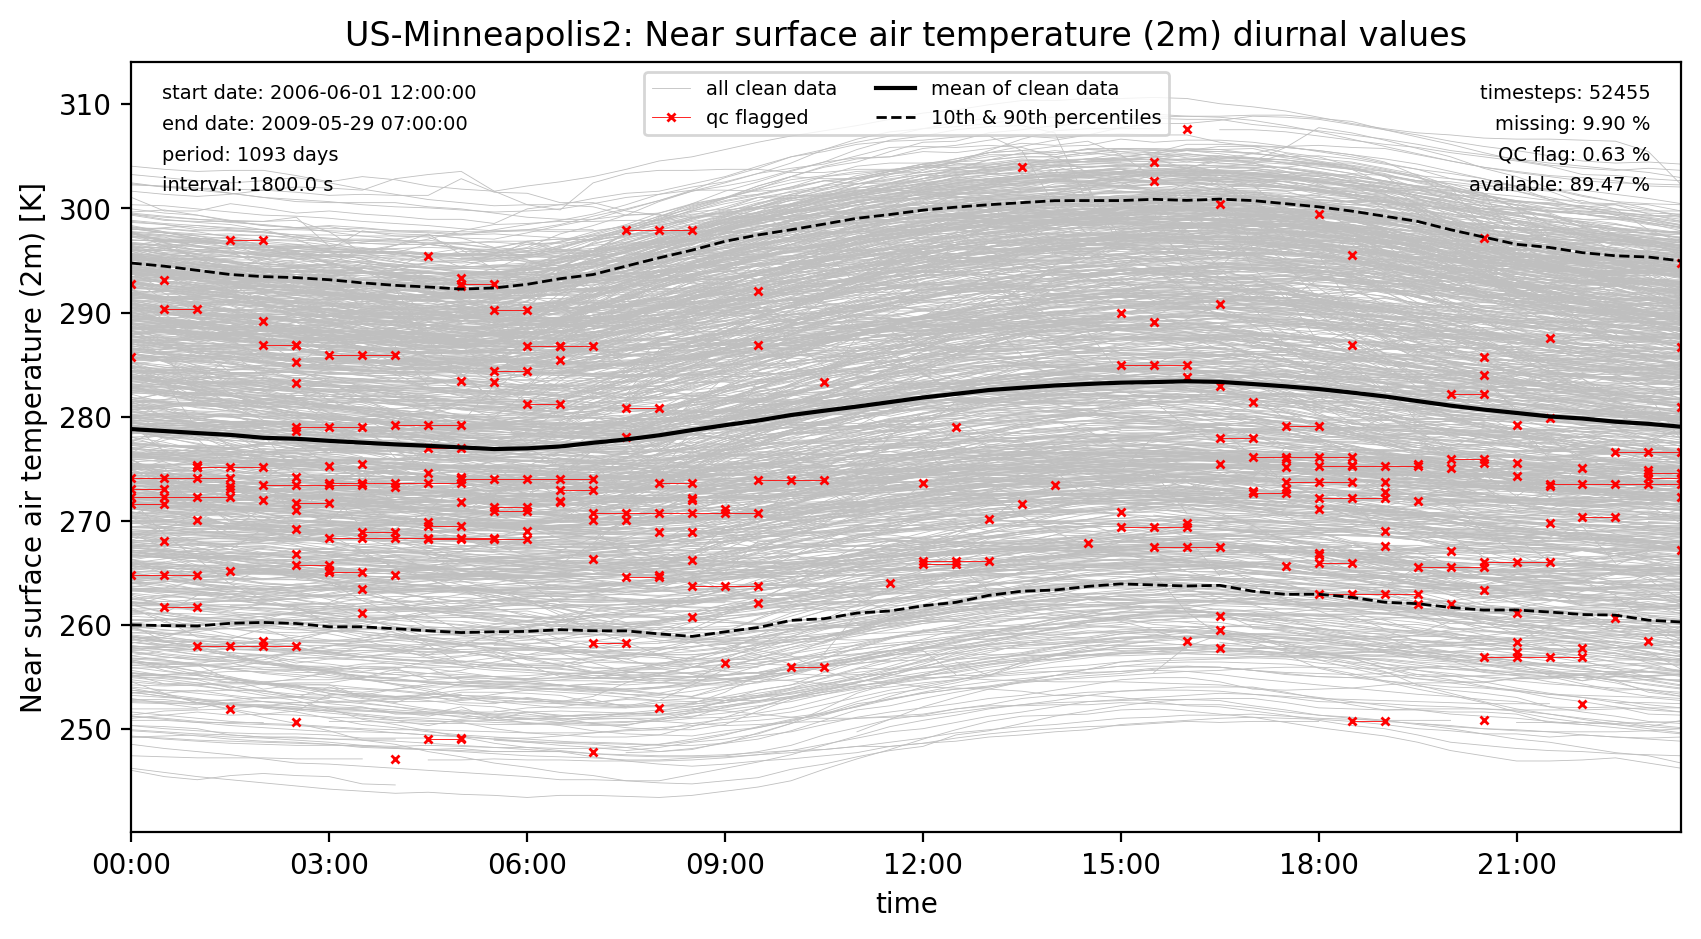 US-Minneapolis2: Near surface air temperature (2m) diurnal values
start date: 2006-06-01 12:00:00
end date: 2009-05-29 07:00:00
period: 1093 days
interval: 1800.0 s
all clean data
qc flagged
mean of clean data
10th & 90th percentiles
timesteps: 52455
missing: 9.90 %
QC flag: 0.63 %
available: 89.47 %
Near surface air temperature (2m) [K]
310
300
290
280
270
260
250
00:00 03:00 06:00 09:00 12:00 15:00 18:00 21:00
time